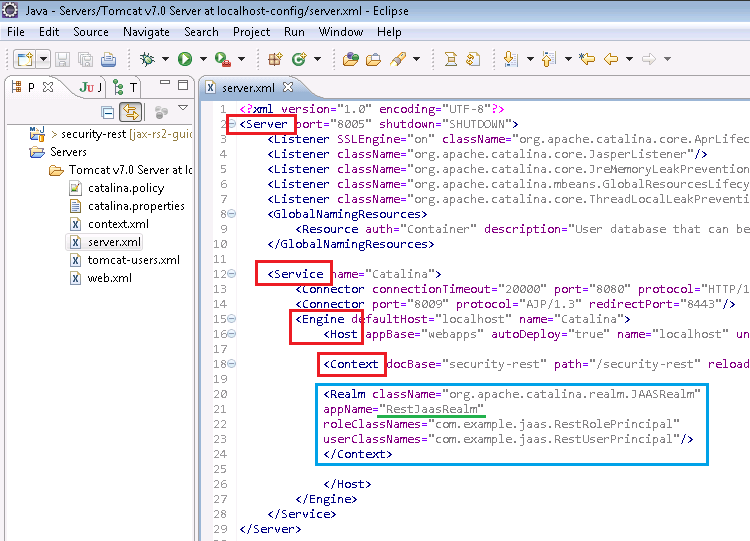 Java - Servers/Tomcat v7.0 Server at localhost-config/server.xml - Eclipse
File Edit Source Navigate Search Project Run Window Help
P Ju J T
server.xml
> security-rest [jax-rs2-guid
Servers
Tomcat v7.0 Server at lo
catalina.policy
catalina.properties
context.xml
server.xml
tomcat-users.xml
web.xml
1 <?xml version="1.0" encoding="UTF-8"?>
2 <Server port="8005" shutdown="SHUTDOWN">
3 <Listener SSLEngine="on" className="org.apache.catalina.core.AprLifec
4 <Listener className="org.apache.catalina.core.JasperListener"/>
5 <Listener className="org.apache.catalina.core.JreMemoryLeakPrevention
6 <Listener className="org.apache.catalina.mbeans.GlobalResourcesLifecy
7 <Listener className="org.apache.catalina.core.ThreadLocalLeakPreventi
8 <GlobalNamingResources>
9 <Resource auth="Container" description="User database that can be
10 </GlobalNamingResources>
11
12 <Service name="Catalina">
13 <Connector connectionTimeout="20000" port="8080" protocol="HTTP/1
14 <Connector port="8009" protocol="AJP/1.3" redirectPort="8443"/>
15 <Engine defaultHost="localhost" name="Catalina">
16 <Host appBase="webapps" autoDeploy="true" name="localhost" un
17
18 <Context docBase="security-rest" path="/security-rest" reload
19
20 <Realm className="org.apache.catalina.realm.JAASRealm"
21 appName="RestJaasRealm"
22 roleClassNames="com.example.jaas.RestRolePrincipal"
23 userClassNames="com.example.jaas.RestUserPrincipal"/>
24 </Context>
25
26 </Host>
27 </Engine>
28 </Service>
29 </Server>